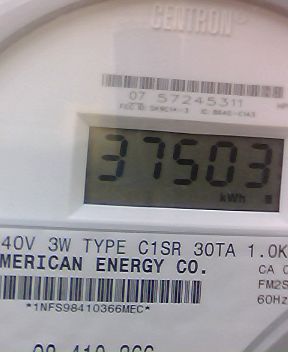 CENTRON®
07 57245311
37503
kWh
40V 3W TYPE C1SR 30TA 1.0K
MERICAN ENERGY CO.
CA 0
FM2S
60Hz
*1NFS98410366MEC*